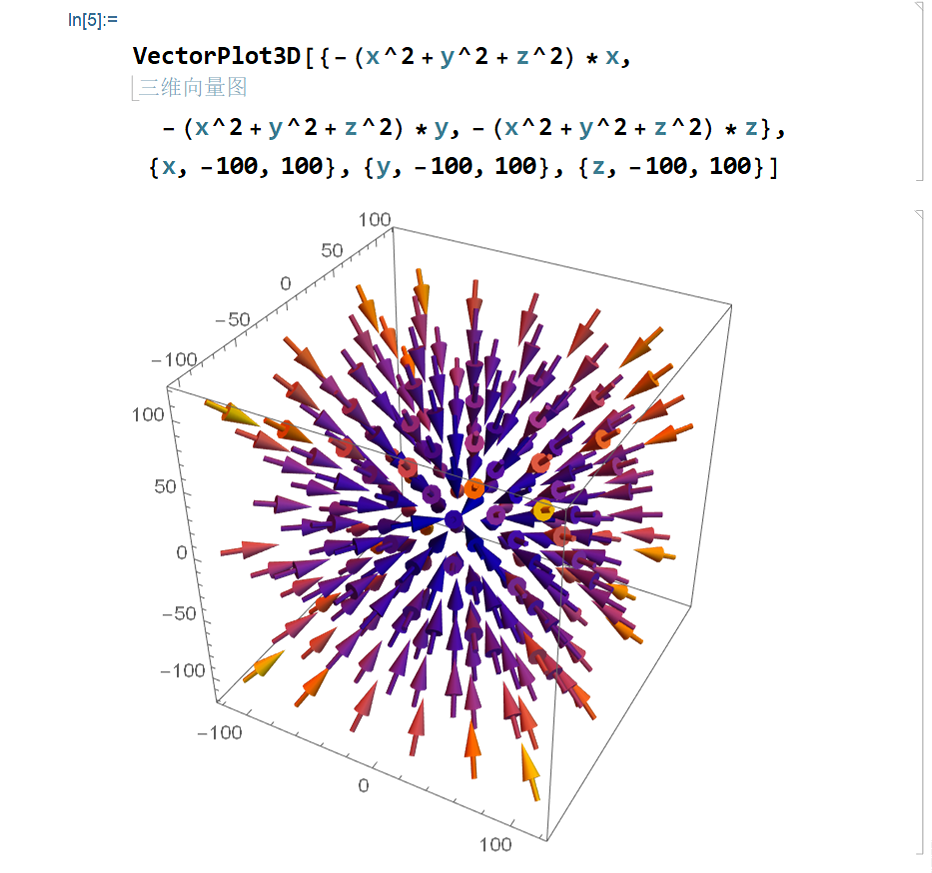 In[5]:=
VectorPlot3D[{-(x^2+y^2+z^2)*x,
三维向量图
-(x^2+y^2+z^2)*y, -(x^2+y^2+z^2)*z},
{x, -100, 100}, {y, -100, 100}, {z, -100, 100}]
100
50
0
-50
-100
100
50
0
-50
-100
-100
0
100